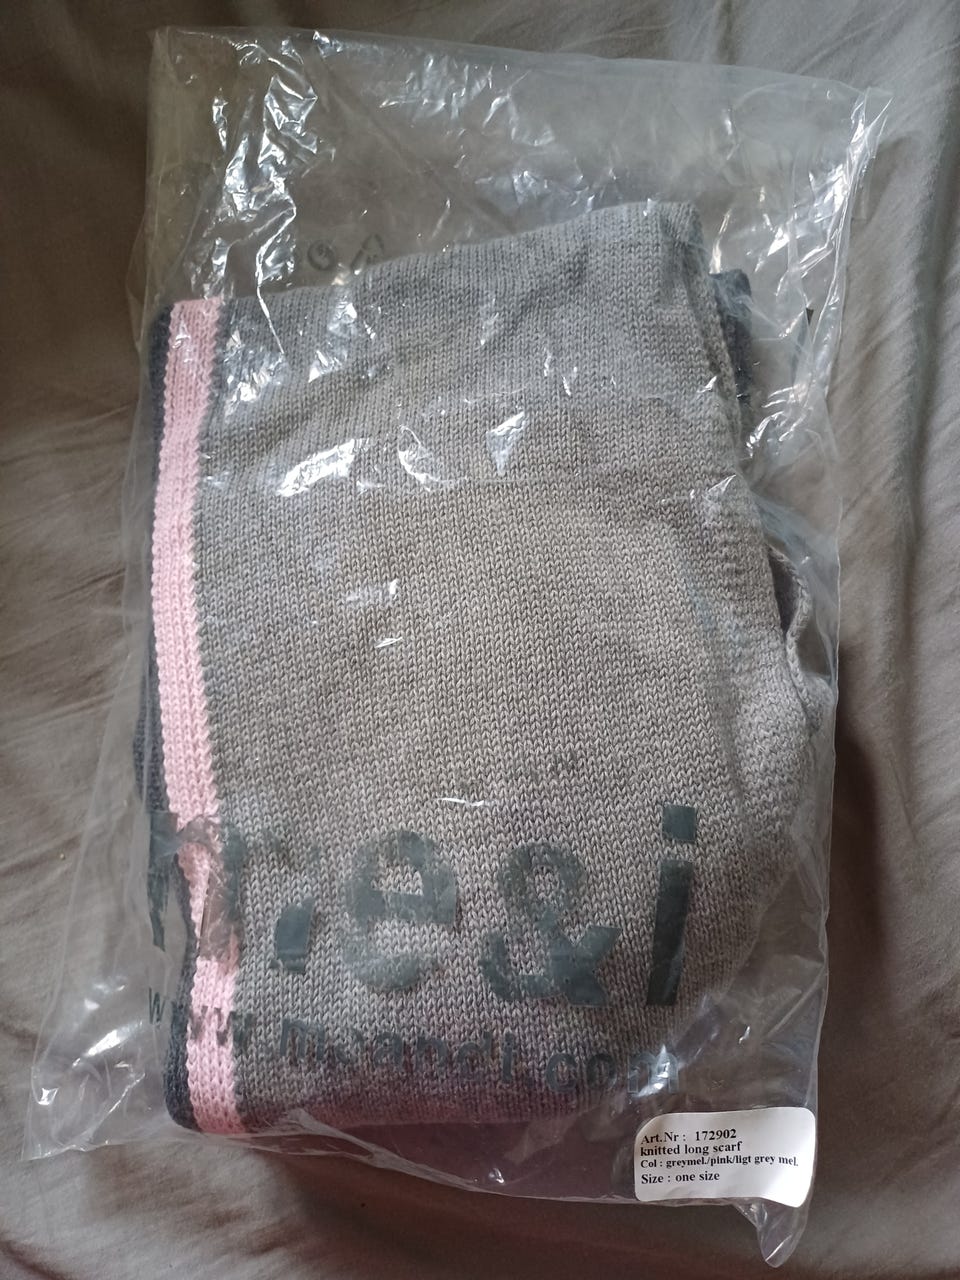 me&i
www.meandi.com
Art.Nr : 172902
knitted long scarf
Col : greymel./pink/ligt grey mel.
Size : one size